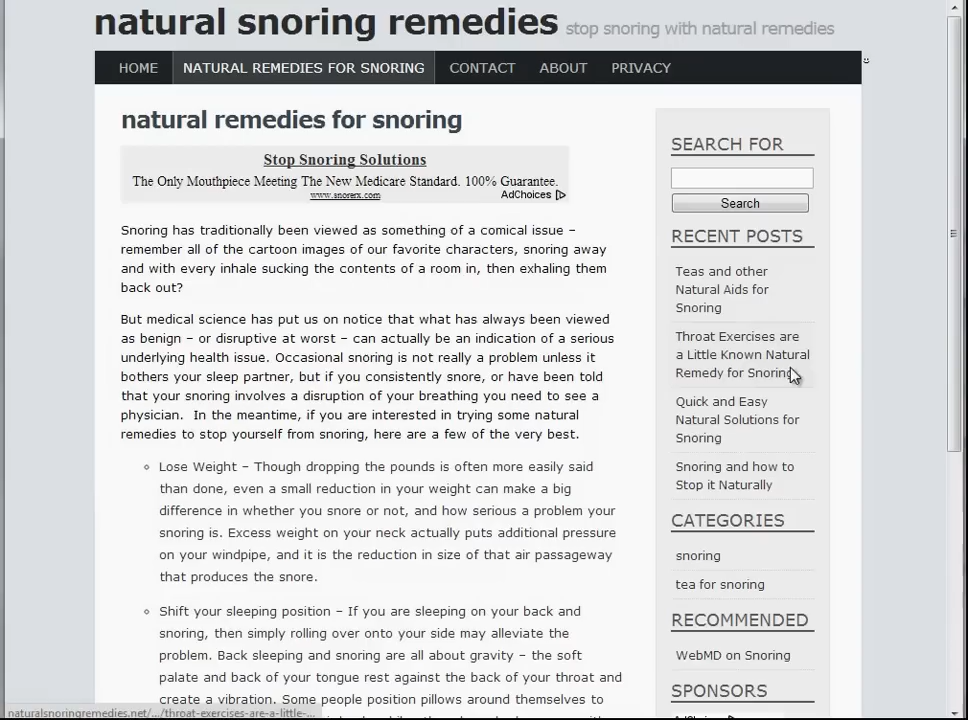 natural snoring remedies stop snoring with natural remedies
HOME NATURAL REMEDIES FOR SNORING CONTACT ABOUT PRIVACY
natural remedies for snoring
Stop Snoring Solutions
The Only Mouthpiece Meeting The New Medicare Standard. 100% Guarantee.
www.snorerx.com AdChoices
Snoring has traditionally been viewed as something of a comical issue –
remember all of the cartoon images of our favorite characters, snoring away
and with every inhale sucking the contents of a room in, then exhaling them
back out?
But medical science has put us on notice that what has always been viewed
as benign – or disruptive at worst – can actually be an indication of a serious
underlying health issue. Occasional snoring is not really a problem unless it
bothers your sleep partner, but if you consistently snore, or have been told
that your snoring involves a disruption of your breathing you need to see a
physician. In the meantime, if you are interested in trying some natural
remedies to stop yourself from snoring, here are a few of the very best.
Lose Weight – Though dropping the pounds is often more easily said
than done, even a small reduction in your weight can make a big
difference in whether you snore or not, and how serious a problem your
snoring is. Excess weight on your neck actually puts additional pressure
on your windpipe, and it is the reduction in size of that air passageway
that produces the snore.
Shift your sleeping position – If you are sleeping on your back and
snoring, then simply rolling over onto your side may alleviate the
problem. Back sleeping and snoring are all about gravity – the soft
palate and back of your tongue rest against the back of your throat and
create a vibration. Some people position pillows around themselves to
SEARCH FOR
Search
RECENT POSTS
Teas and other
Natural Aids for
Snoring
Throat Exercises are
a Little Known Natural
Remedy for Snoring
Quick and Easy
Natural Solutions for
Snoring
Snoring and how to
Stop it Naturally
CATEGORIES
snoring
tea for snoring
RECOMMENDED
WebMD on Snoring
SPONSORS
naturalsnoringremedies.net/.../throat-exercises-are-a-little-...